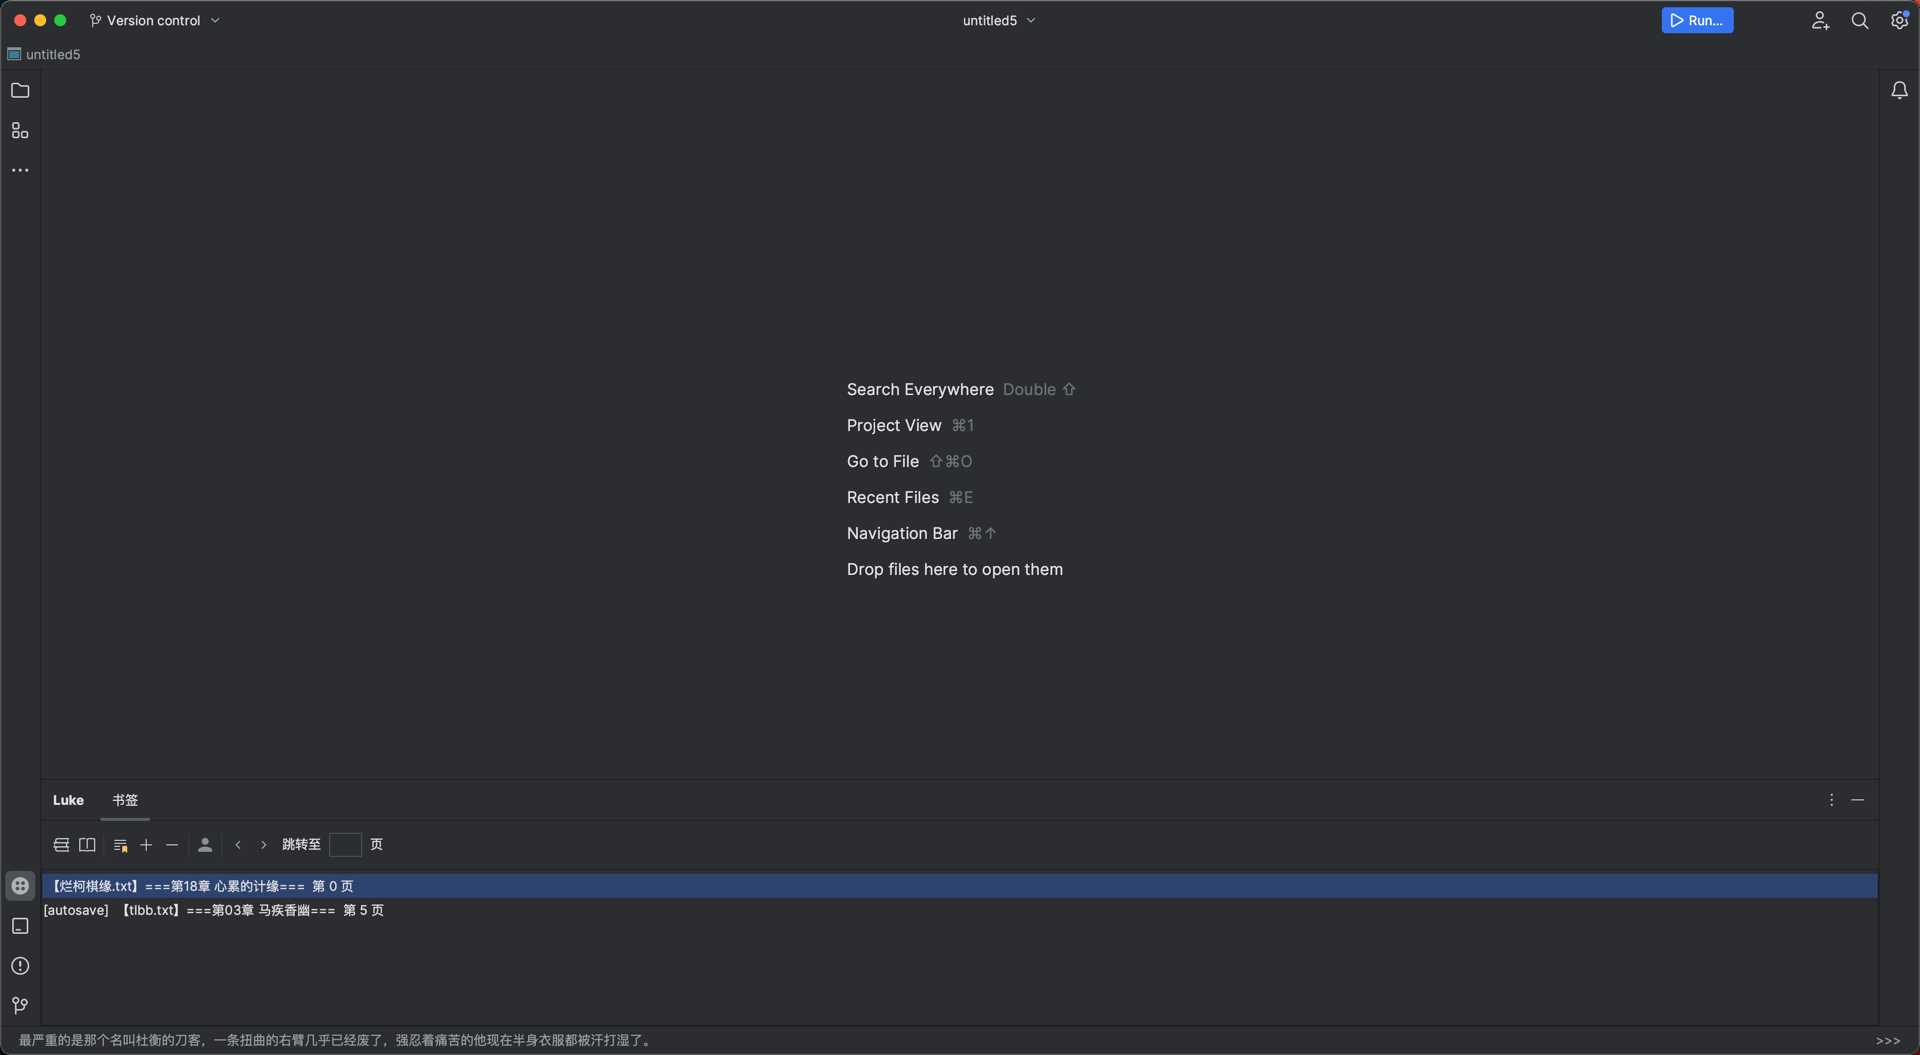 Version control
untitled5
Run...
untitled5
Search Everywhere Double ⇧
Project View ⌘1
Go to File ⇧⌘O
Recent Files ⌘E
Navigation Bar ⌘↑
Drop files here to open them
Luke 书签
跳转至 页
【烂柯棋缘.txt】===第18章 心累的计缘=== 第 0 页
[autosave] 【tlbb.txt】===第03章 马疾香幽=== 第 5 页
最严重的是那个名叫杜衡的刀客，一条扭曲的右臂几乎已经废了，强忍着痛苦的他现在半身衣服都被汗打湿了。
>>>